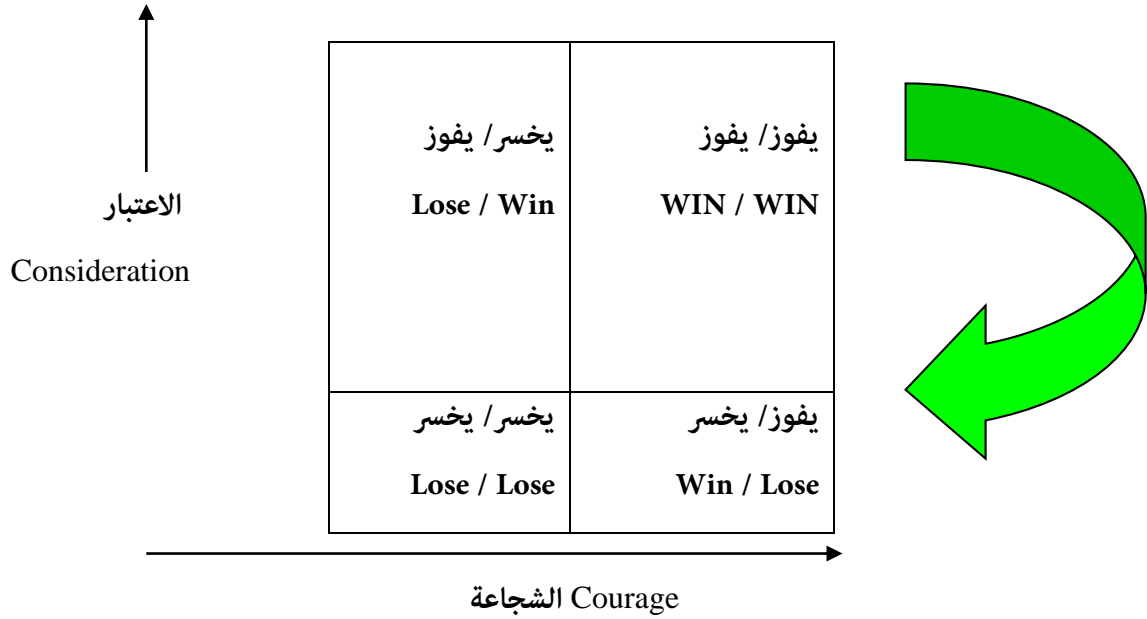 يخسر/ يفوز
Lose / Win
يفوز/ يفوز
WIN / WIN
الاعتبار
Consideration
يخسر/ يخسر
Lose / Lose
يفوز/ يخسر
Win / Lose
الشجاعة Courage